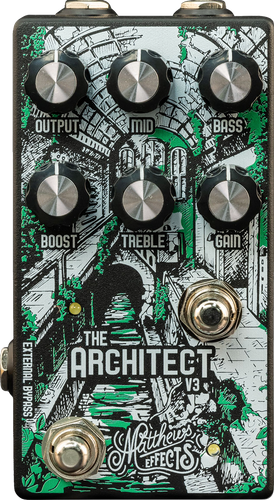 OUTPUT MID BASS
BOOST TREBLE GAIN
THE
ARCHITECT
V3
EXTERNAL BYPASS
Matthews
EFFECTS